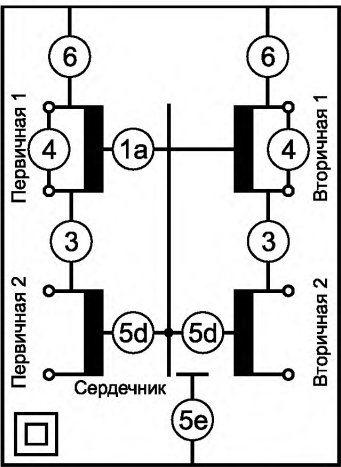 6
6
Первичная 1
4
1a
4
Вторичная 1
3
3
Первичная 2
5d
5d
Вторичная 2
Сердечник
5e